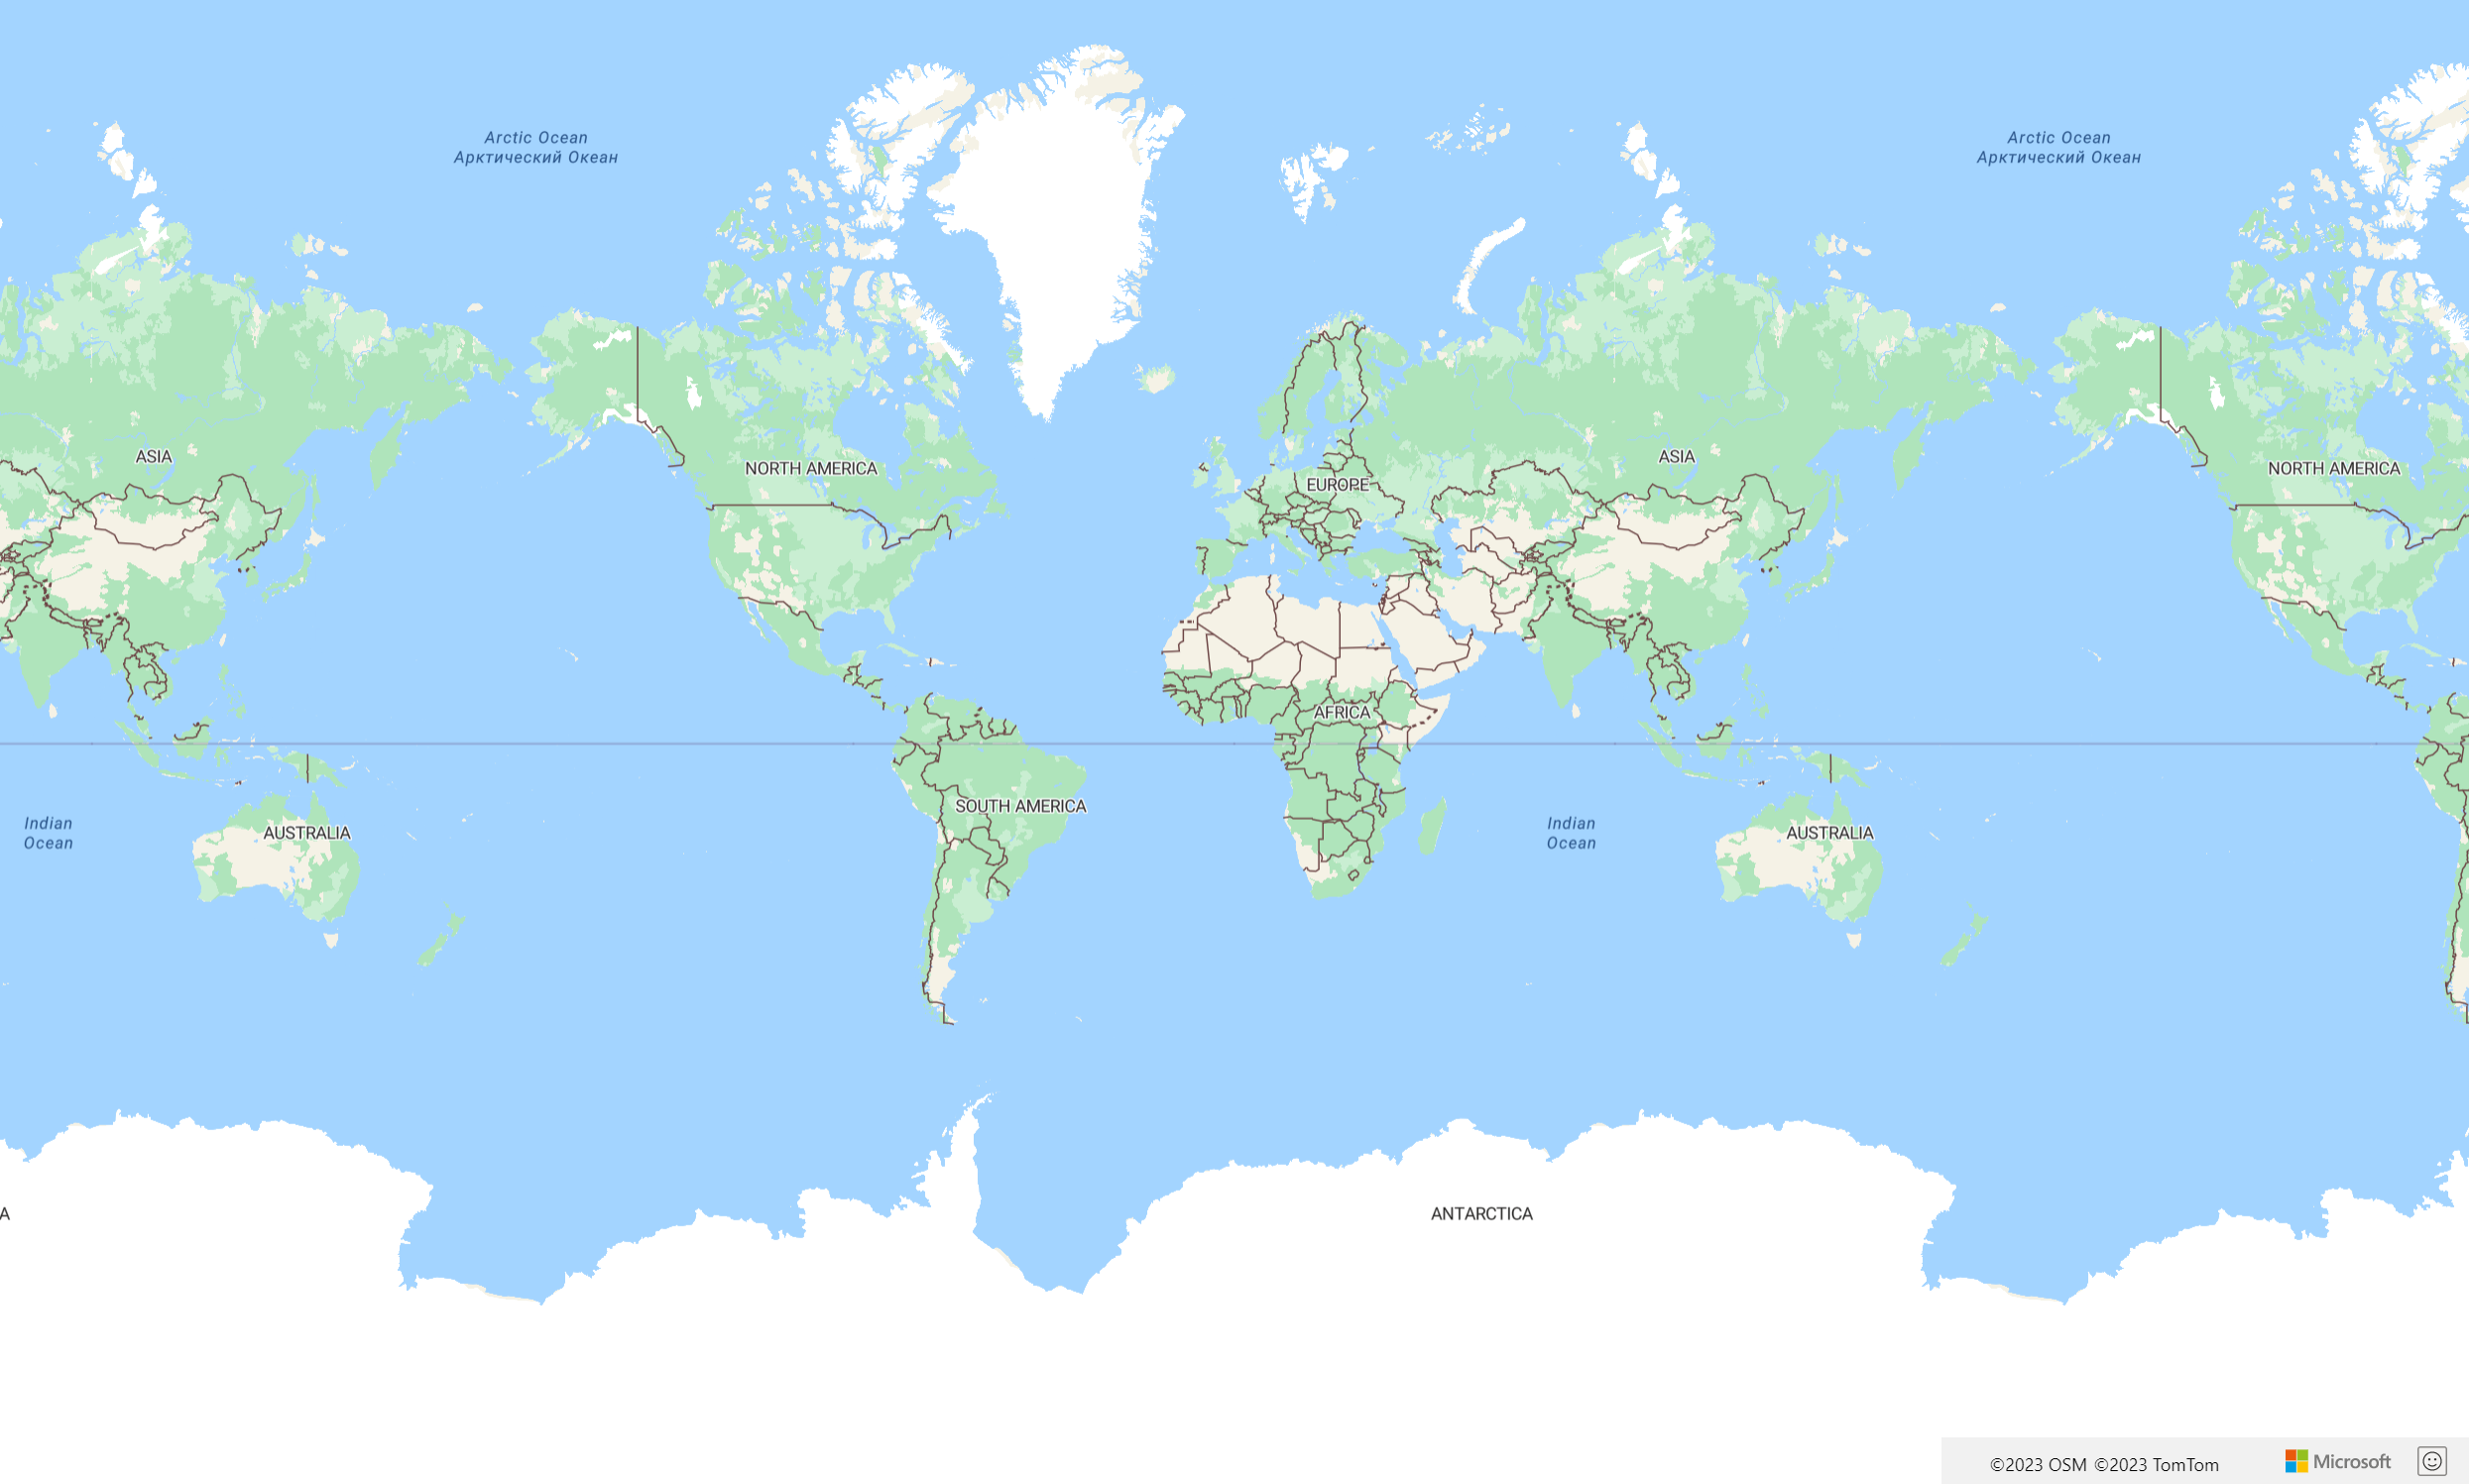 Arctic Ocean
Арктический Океан
Arctic Ocean
Арктический Океан
ASIA
NORTH AMERICA
EUROPE
ASIA
NORTH AMERICA
AFRICA
SOUTH AMERICA
Indian
Ocean
AUSTRALIA
Indian
Ocean
AUSTRALIA
A
ANTARCTICA
©2023 OSM ©2023 TomTom
Microsoft